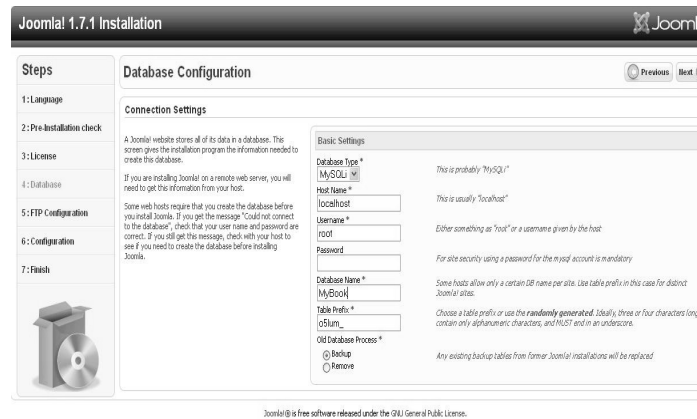 Joomla! 1.7.1 Installation
Jooml
Steps
1 : Language
2 : Pre-Installation check
3 : License
4 : Database
5 : FTP Configuration
6 : Configuration
7 : Finish
Database Configuration
Previous
Next
Connection Settings
A Joomla! website stores all of its data in a database. This
screen gives the installation program the information needed to
create this database.
If you are installing Joomla! on a remote web server, you will
need to get this information from your host.
Some web hosts require that you create the database before
you install Joomla. If you get the message "Could not connect
to the database", check that your user name and password are
correct. If you still get this message, check with your host to
see if you need to create the database before installing
Joomla.
Basic Settings
Database Type *
MySQLi
This is probably "MySQLi"
Host Name *
localhost
This is usually "localhost"
Username *
root
Either something as "root" or a username given by the host
Password
For site security using a password for the mysql account is mandatory
Database Name *
MyBook
Some hosts allow only a certain DB name per site. Use table prefix in this case for distinct
Joomla! sites.
Table Prefix *
o5lum_
Choose a table prefix or use the randomly generated. Ideally, three or four characters long,
contain only alphanumeric characters, and MUST end in an underscore.
Old Database Process *
Backup
Remove
Any existing backup tables from former Joomla! installations will be replaced
Joomla! ® is free software released under the GNU General Public License.